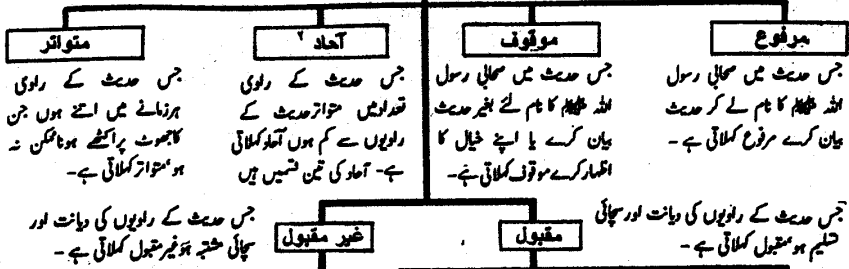 مرفوع
جس حدیث میں صحابی رسول
اللہ ﷺ کا نام لے کر حدیث
بیان کرے مرفوع کہلاتی ہے -
موقوف
جس حدیث میں صحابی رسول
اللہ ﷺ کا نام لئے بغیر حدیث
بیان کرے یا اپنے خیال کا
اظہار کرے موقوف کہلاتی ہے-
آحاد ۲
جس حدیث کے راوی
تعداد میں متواتر حدیث کے
راویوں سے کم ہوں آحاد کہلاتی
ہے- آحاد کی تین قسمیں ہیں
متواتر
جس حدیث کے راوی
ہر زمانے میں اتنے ہوں جن
کا جھوٹ پر اکٹھے ہونا ممکن نہ
ہو متواتر کہلاتی ہے-
مقبول
جس حدیث کے راویوں کی دیانت اور سچائی
تسلیم ہو مقبول کہلاتی ہے -
غیر مقبول
جس حدیث کے راویوں کی دیانت اور
سچائی مشتبہ ہو غیر مقبول کہلاتی ہے -